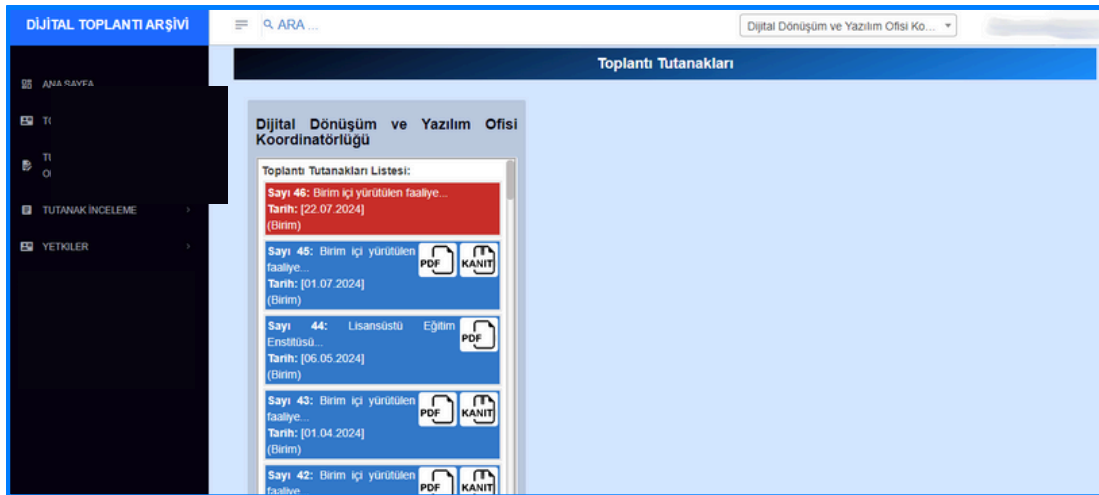 DİJİTAL TOPLANTI ARŞİVİ
ARA ...
Dijital Dönüşüm ve Yazılım Ofisi Ko...
Toplantı Tutanakları
ANA SAYFA
TUTANAK İNCELEME
YETKILER
Dijital Dönüşüm ve Yazılım Ofisi
Koordinatörlüğü
Toplantı Tutanakları Listesi:
Sayı 46: Birim içi yürütülen faaliye...
Tarih: [22.07.2024]
(Birim)
Sayı 45: Birim içi yürütülen
faaliye...
PDF KANIT
Tarih: [01.07.2024]
(Birim)
Sayı 44: Lisansüstü Eğitim
Enstitüsü...
PDF
Tarih: [06.05.2024]
(Birim)
Sayı 43: Birim içi yürütülen
faaliye...
PDF KANIT
Tarih: [01.04.2024]
(Birim)
Sayı 42: Birim içi yürütülen
faaliye
PDF KANIT